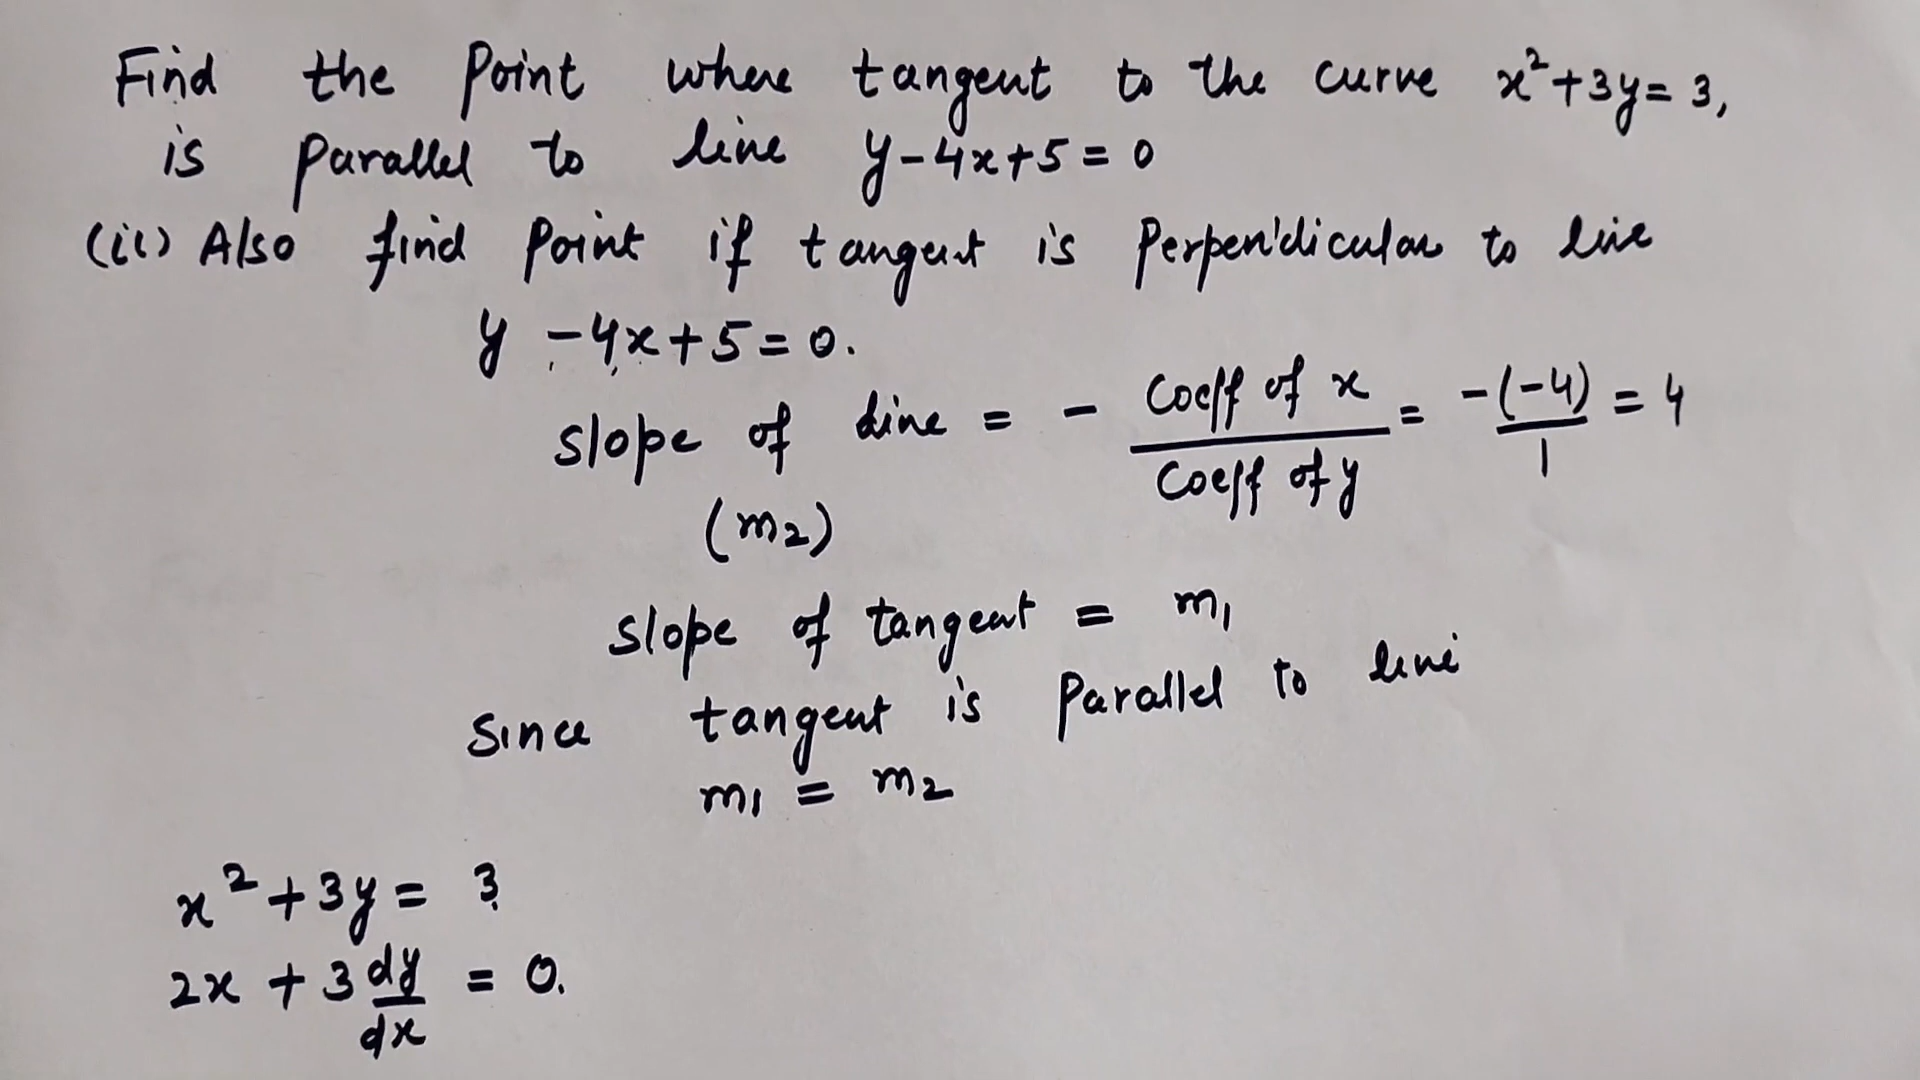 Find the Point where tangent to the curve x²+3y=3,
is parallel to line y-4x+5=0
(ii) Also find Point if tangent is Perpendicular to line
y -4x+5=0.
slope of line = - Coeff of x / Coeff of y = -(-4)/1 = 4
(m₂)
slope of tangent = m₁
Since tangent is Parallel to line
m₁ = m₂
x²+3y= 3
2x + 3 dy/dx = 0.